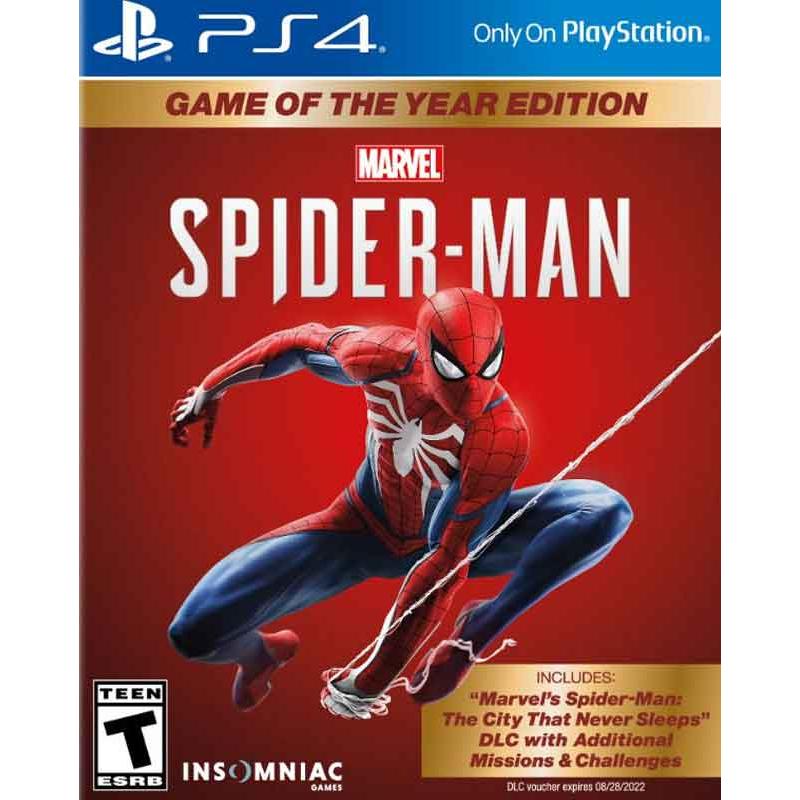 PS4
Only On PlayStation®
GAME OF THE YEAR EDITION
MARVEL
SPIDER-MAN
INCLUDES:
"Marvel's Spider-Man:
The City That Never Sleeps"
DLC with Additional
Missions & Challenges
DLC voucher expires 08/28/2022
TEEN
T
ESRB
INSOMNIAC
GAMES